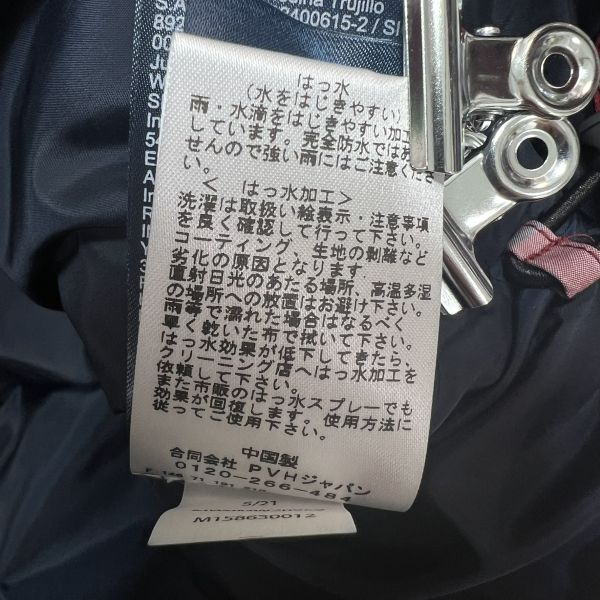 Trujillo
7400615-2 / SI
はっ水
（水をはじきやすい）
雨・水滴をはじきやすい加工
しています。完全防水では
せんので強い雨にはご注意くださ
い。
＜ はっ水加工＞
洗濯は取扱い絵表示・注意事項
を良く確認して行って下さい。
コーティング、生地の剥離など
劣化の原因となります。
直射日光のあたる場所、高温多湿
の場所への放置はお避け下さい。
雨等で濡れた場合はなるべく
早く乾いた布で拭いて下さい。
はっ水効果が低下してきたら、
クリーニング店へはっ水加工を
依頼して下さい。
また市販のはっ水スプレーでも
効果が回復します。使用方法に
従ってご使用下さい。
中国製
合同会社 PVHジャパン
0120-266-484
5/21
M158630012